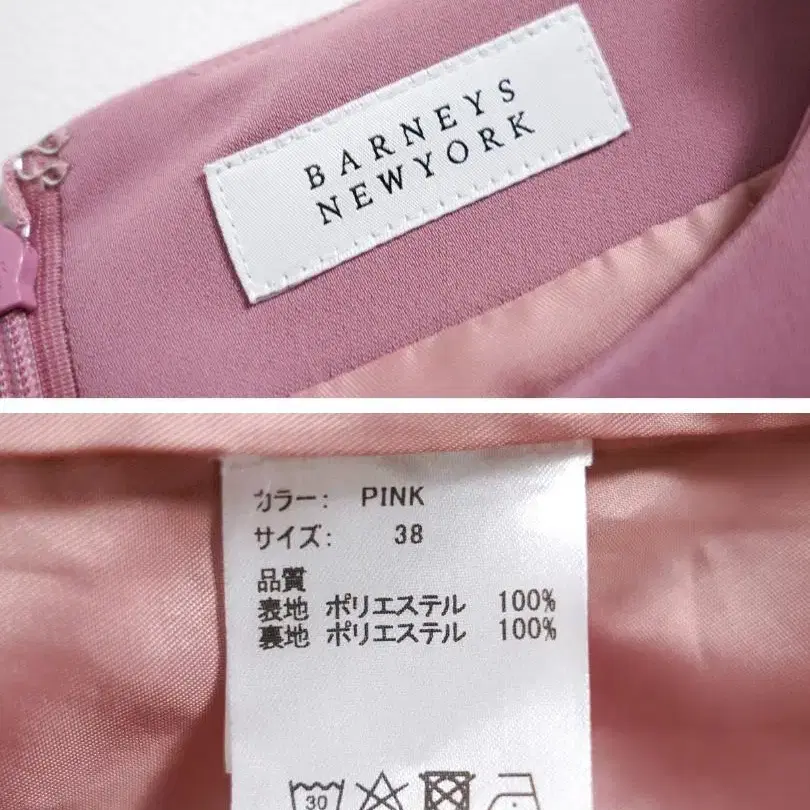 BARNEYS
NEWYORK
カラー: PINK
サイズ: 38
品質
表地 ポリエステル 100%
裏地 ポリエステル 100%
30